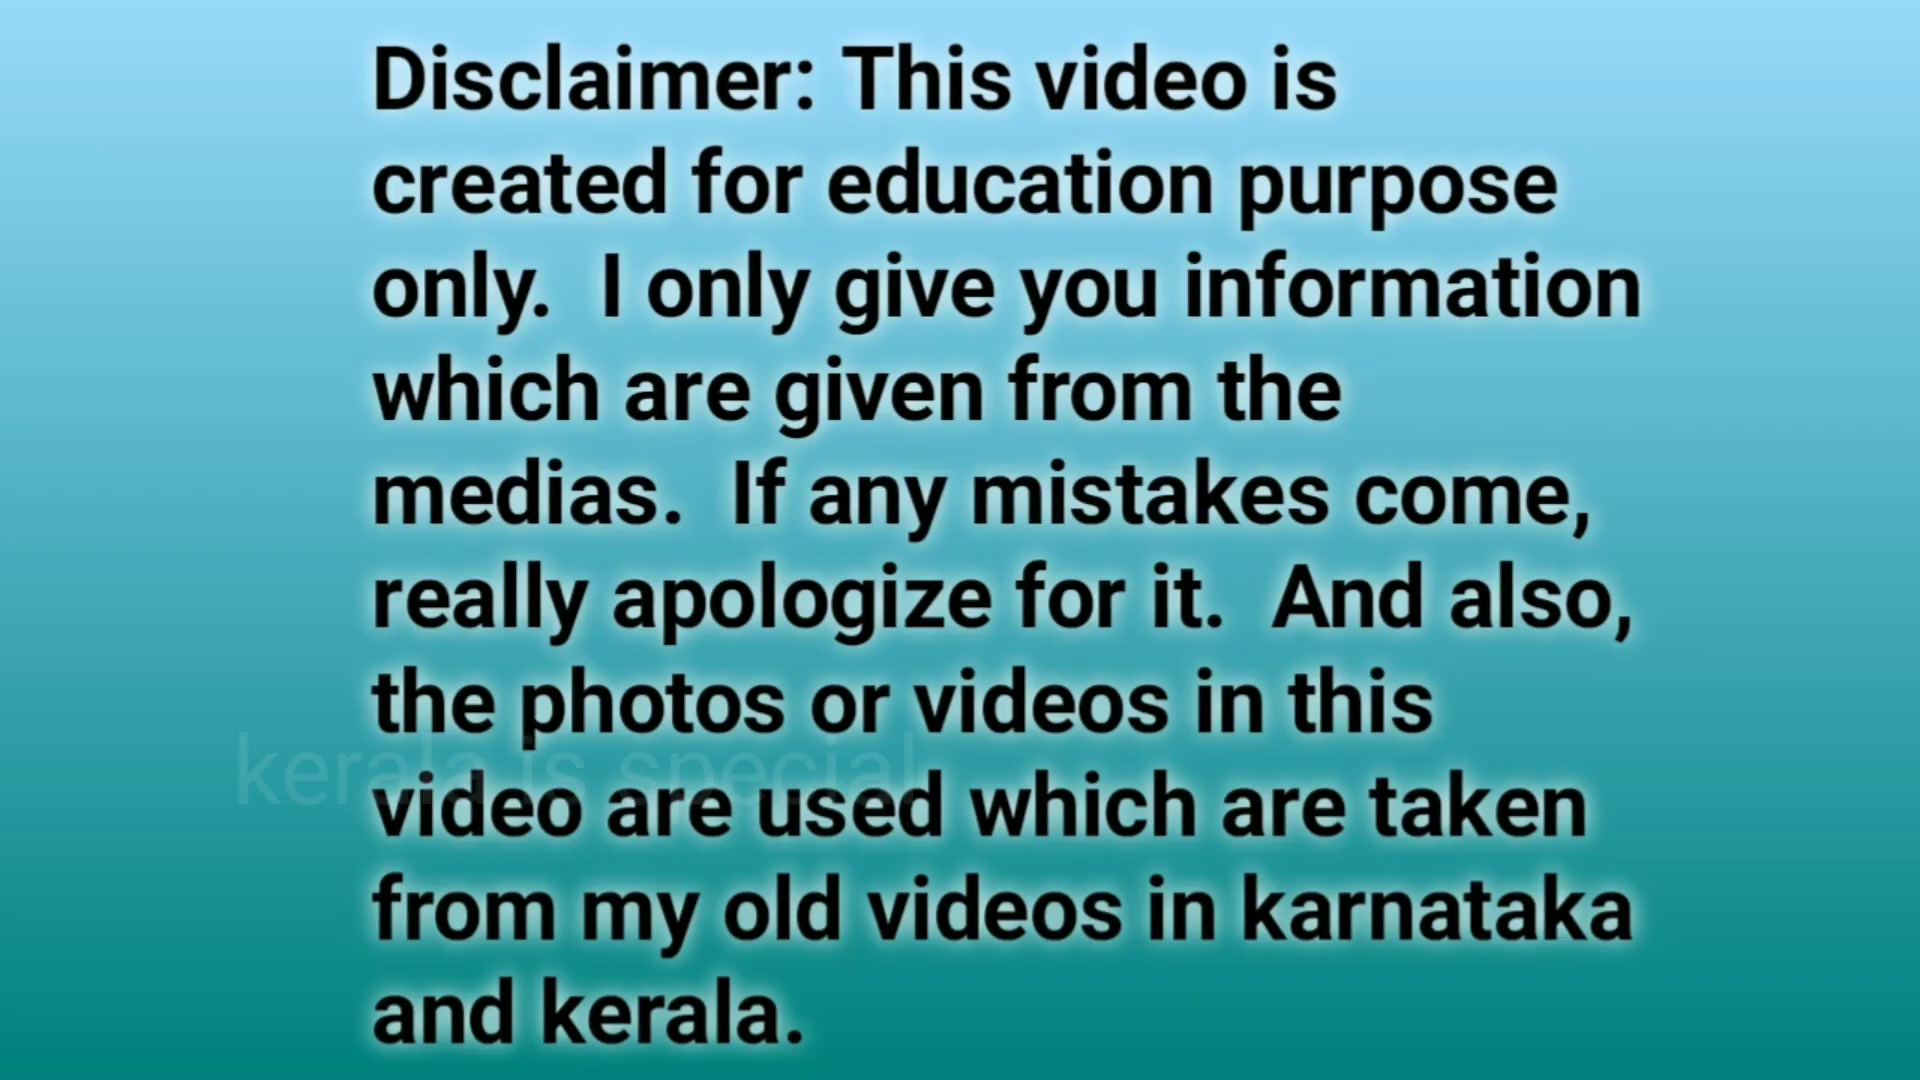 Disclaimer: This video is
created for education purpose
only.  I only give you information
which are given from the
medias.  If any mistakes come,
really apologize for it.  And also,
the photos or videos in this
kerala is special
video are used which are taken
from my old videos in karnataka
and kerala.